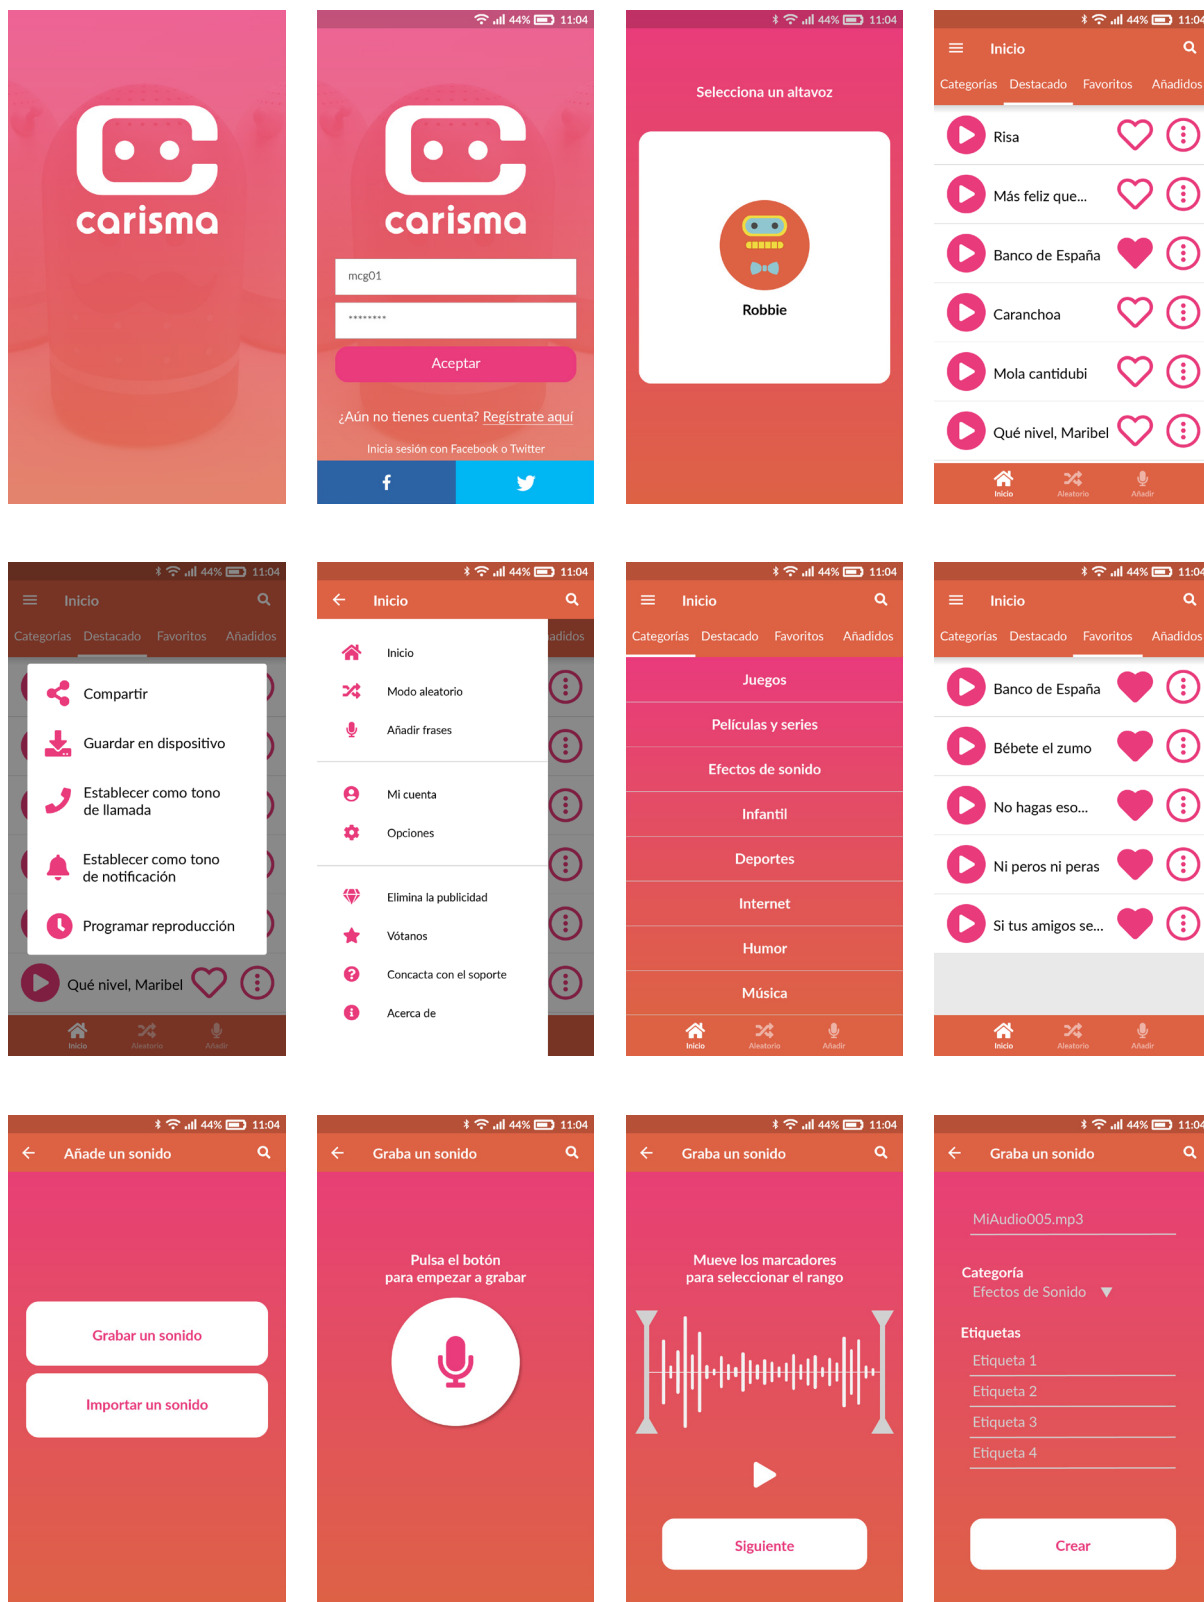 carisma
44% 11:04
carisma
mcg01
********
Aceptar
¿Aún no tienes cuenta? Regístrate aquí
Inicia sesión con Facebook o Twitter
44% 11:04
Selecciona un altavoz
Robbie
44% 11:04
Inicio
Categorías Destacado Favoritos Añadidos
Risa
Más feliz que...
Banco de España
Caranchoa
Mola cantidubi
Qué nivel, Maribel
Inicio Aleatorio Añadir
44% 11:04
Inicio
Categorías Destacado Favoritos Añadidos
Compartir
Guardar en dispositivo
Establecer como tono
de llamada
Establecer como tono
de notificación
Programar reproducción
Qué nivel, Maribel
Inicio Aleatorio Añadir
44% 11:04
Inicio
adidos
Inicio
Modo aleatorio
Añadir frases
Mi cuenta
Opciones
Elimina la publicidad
Vótanos
Concacta con el soporte
Acerca de
44% 11:04
Inicio
Categorías Destacado Favoritos Añadidos
Juegos
Películas y series
Efectos de sonido
Infantil
Deportes
Internet
Humor
Música
Inicio Aleatorio Añadir
44% 11:04
Inicio
Categorías Destacado Favoritos Añadidos
Banco de España
Bébete el zumo
No hagas eso...
Ni peros ni peras
Si tus amigos se...
Inicio Aleatorio Añadir
44% 11:04
Añade un sonido
Grabar un sonido
Importar un sonido
44% 11:04
Graba un sonido
Pulsa el botón
para empezar a grabar
44% 11:04
Graba un sonido
Mueve los marcadores
para seleccionar el rango
Siguiente
44% 11:04
Graba un sonido
MiAudio005.mp3
Categoría
Efectos de Sonido
Etiquetas
Etiqueta 1
Etiqueta 2
Etiqueta 3
Etiqueta 4
Crear